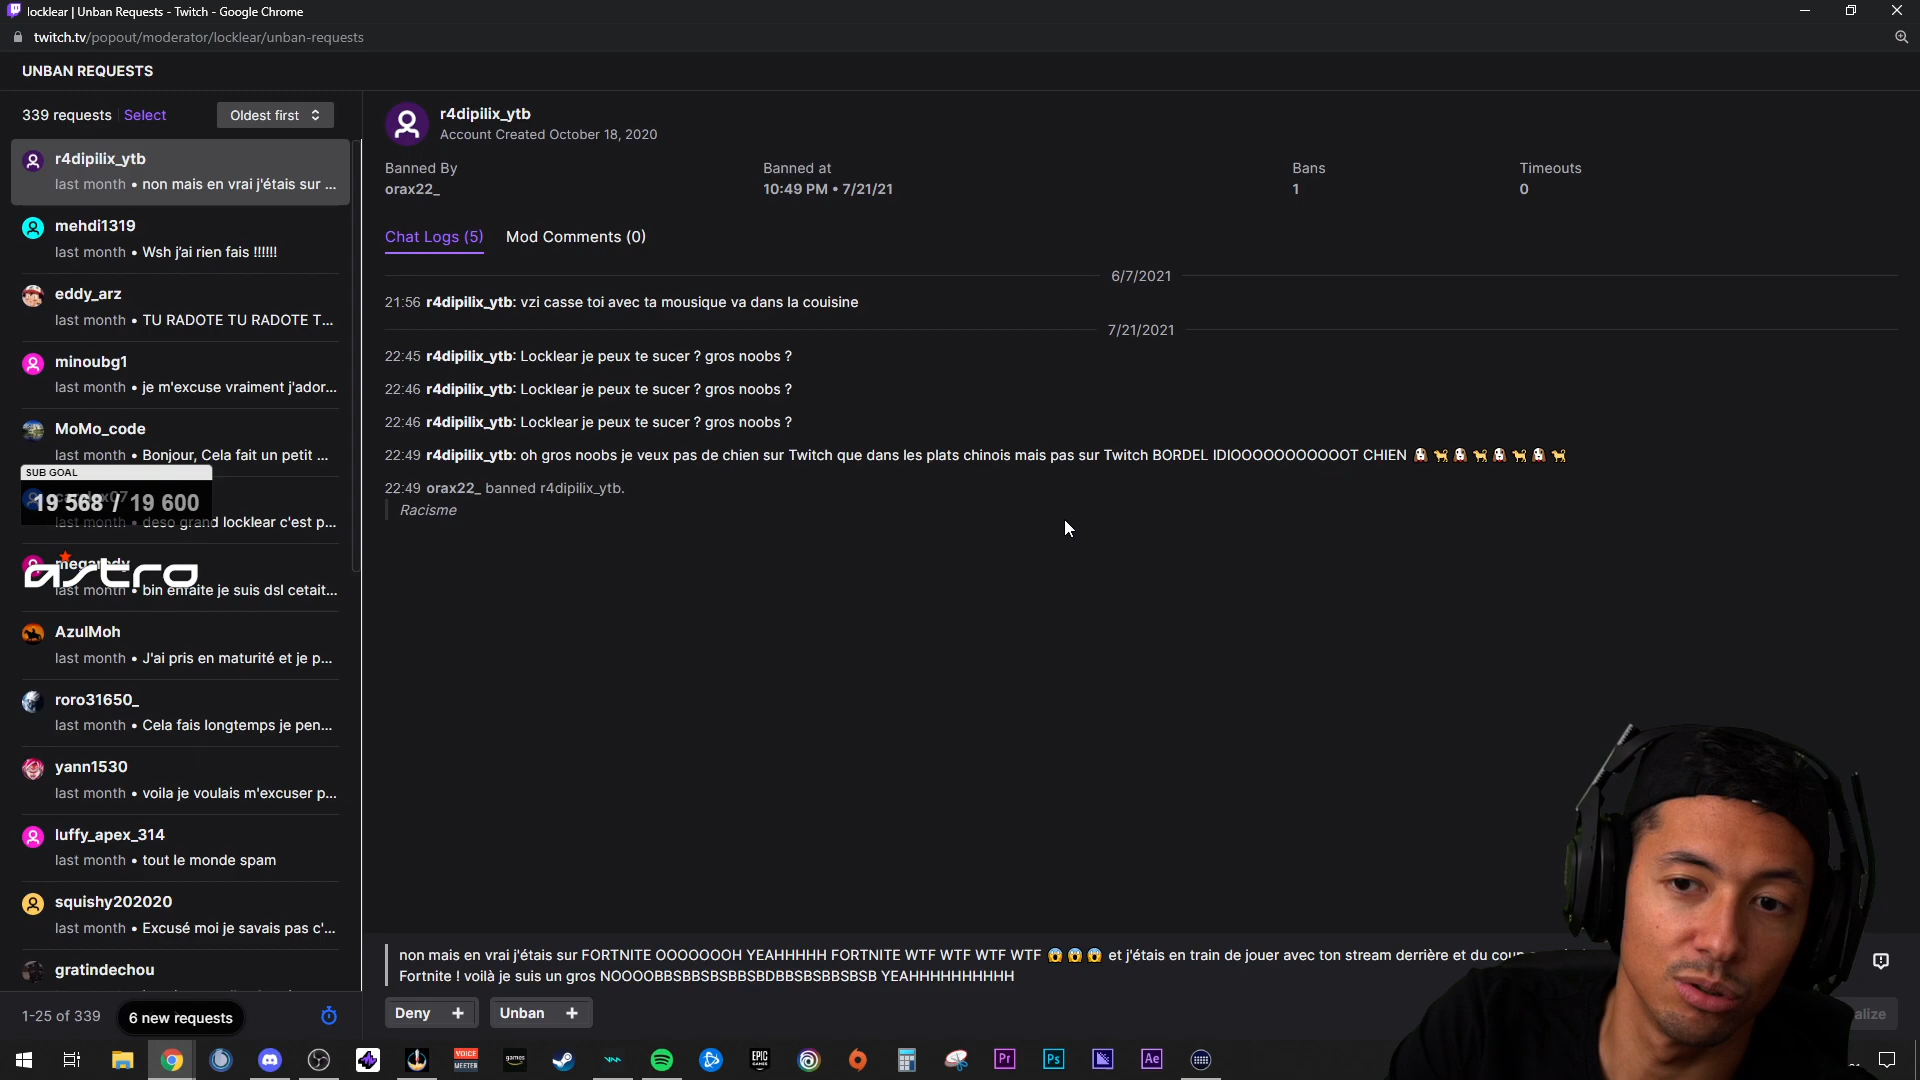 locklear | Unban Requests - Twitch - Google Chrome
twitch.tv/popout/moderator/locklear/unban-requests
UNBAN REQUESTS
339 requests Select Oldest first
r4dipilix_ytb
last month • non mais en vrai j'étais sur ...
mehdi1319
last month • Wsh j'ai rien fais !!!!!!
eddy_arz
last month • TU RADOTE TU RADOTE T...
minoubg1
last month • je m'excuse vraiment j'ador...
MoMo_code
last month • Bonjour, Cela fait un petit ...
SUB GOAL
19 568 / 19 600
last month • deso grand locklear c'est p...
astro
last month • bin enfaite je suis dsl cetait...
AzulMoh
last month • J'ai pris en maturité et je p...
roro31650_
last month • Cela fais longtemps je pen...
yann1530
last month • voila je voulais m'excuser p...
luffy_apex_314
last month • tout le monde spam
squishy202020
last month • Excusé moi je savais pas c'...
gratindechou
1-25 of 339 6 new requests
r4dipilix_ytb
Account Created October 18, 2020
Banned By Banned at Bans Timeouts
orax22_ 10:49 PM • 7/21/21 1 0
Chat Logs (5) Mod Comments (0)
6/7/2021
21:56 r4dipilix_ytb: vzi casse toi avec ta mousique va dans la couisine
7/21/2021
22:45 r4dipilix_ytb: Locklear je peux te sucer ? gros noobs ?
22:46 r4dipilix_ytb: Locklear je peux te sucer ? gros noobs ?
22:46 r4dipilix_ytb: Locklear je peux te sucer ? gros noobs ?
22:49 r4dipilix_ytb: oh gros noobs je veux pas de chien sur Twitch que dans les plats chinois mais pas sur Twitch BORDEL IDIOOOOOOOOOOT CHIEN 🐶🐕🐶🐕🐶🐕🐶🐕
22:49 orax22_ banned r4dipilix_ytb.
Racisme
non mais en vrai j'étais sur FORTNITE OOOOOOOH YEAHHHHH FORTNITE WTF WTF WTF WTF 😱 😱 😱 et j'étais en train de jouer avec ton stream derrière et du
Fortnite ! voilà je suis un gros NOOOOBBSBBSBSBBSBDBBSBSBBSBSB YEAHHHHHHHHHH
Deny + Unban +
VOICE MEETER
games
EPIC GAMES
Pr
Ps
Ae